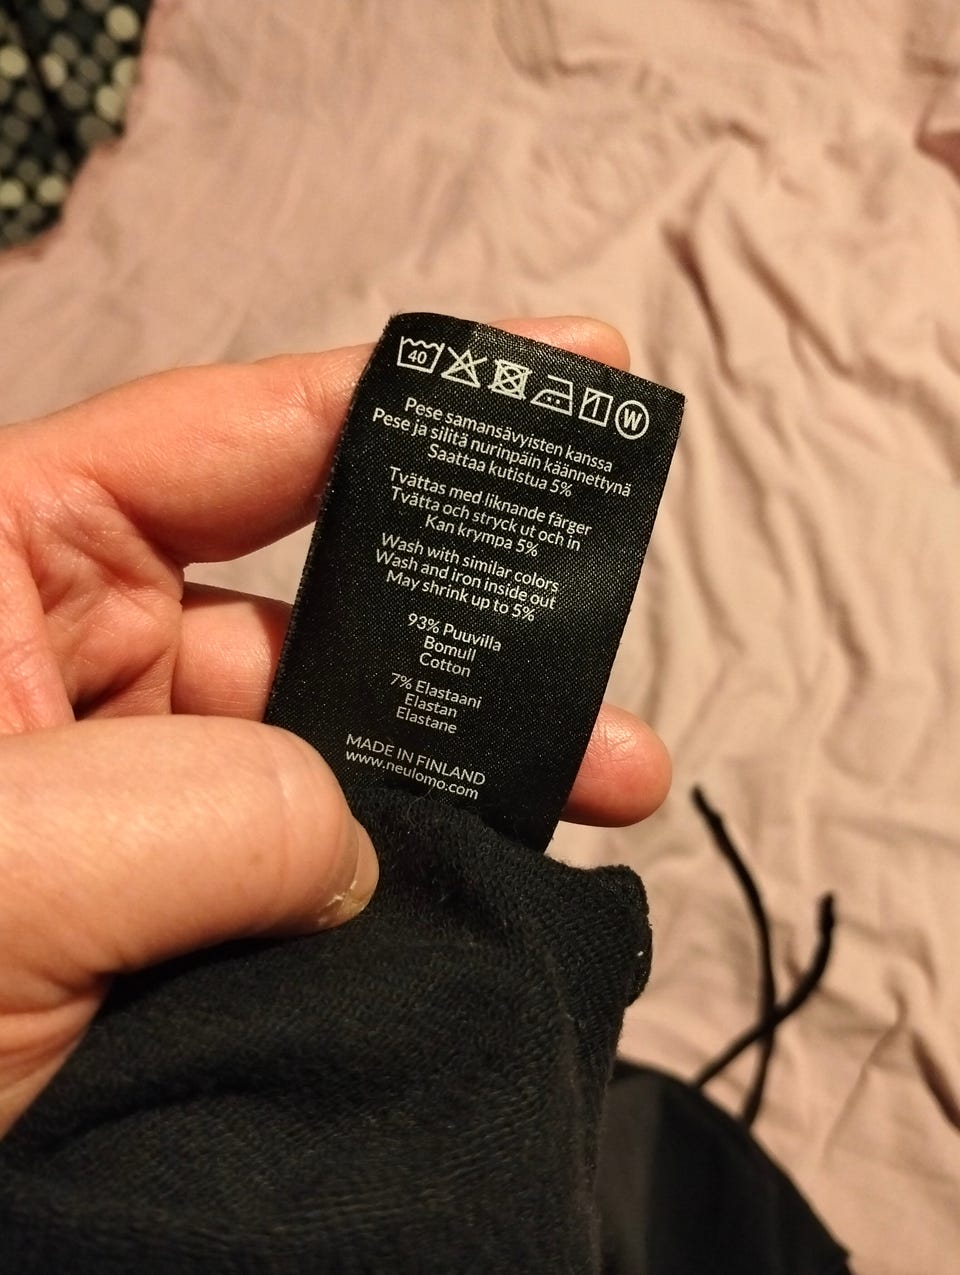 40
W
Pese samansävyisten kanssa
Pese ja silitä nurinpäin käännettynä
Saattaa kutistua 5%
Tvättas med liknande färger
Tvätta och stryck ut och in
Kan krympa 5%
Wash with similar colors
Wash and iron inside out
May shrink up to 5%
93% Puuvilla
Bomull
Cotton
7% Elastaani
Elastan
Elastane
MADE IN FINLAND
www.neulomo.com